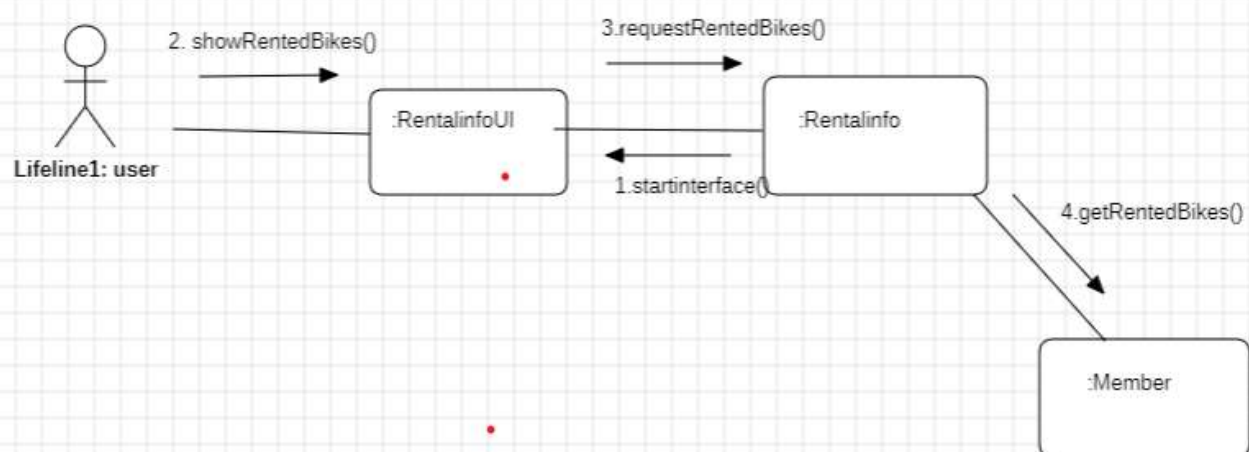 3.requestRentedBikes()
2. showRentedBikes()
:RentalinfoUI
:Rentalinfo
Lifeline1: user
1.startinterface()
4.getRentedBikes()
:Member